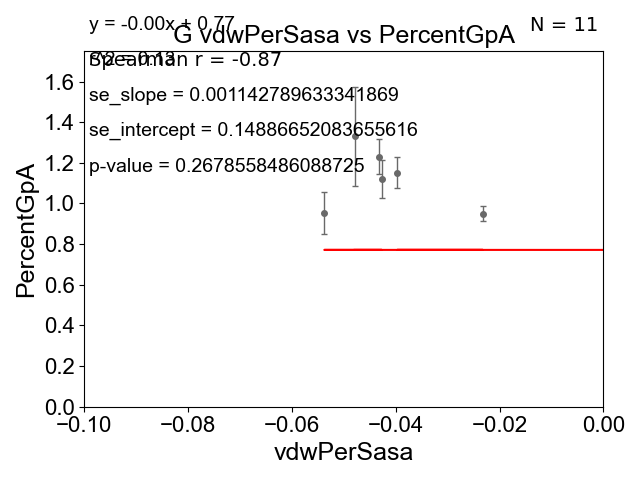 y = -0.00x + 0.77
G vdwPerSasa vs PercentGpA
N = 11
Spearman r = -0.87
se_slope = 0.001142789633341869
se_intercept = 0.14886652083655616
p-value = 0.2678558486088725
PercentGpA
1.6
1.4
1.2
1.0
0.8
0.6
0.4
0.2
0.0
−0.10
−0.08
−0.06
−0.04
−0.02
0.00
vdwPerSasa